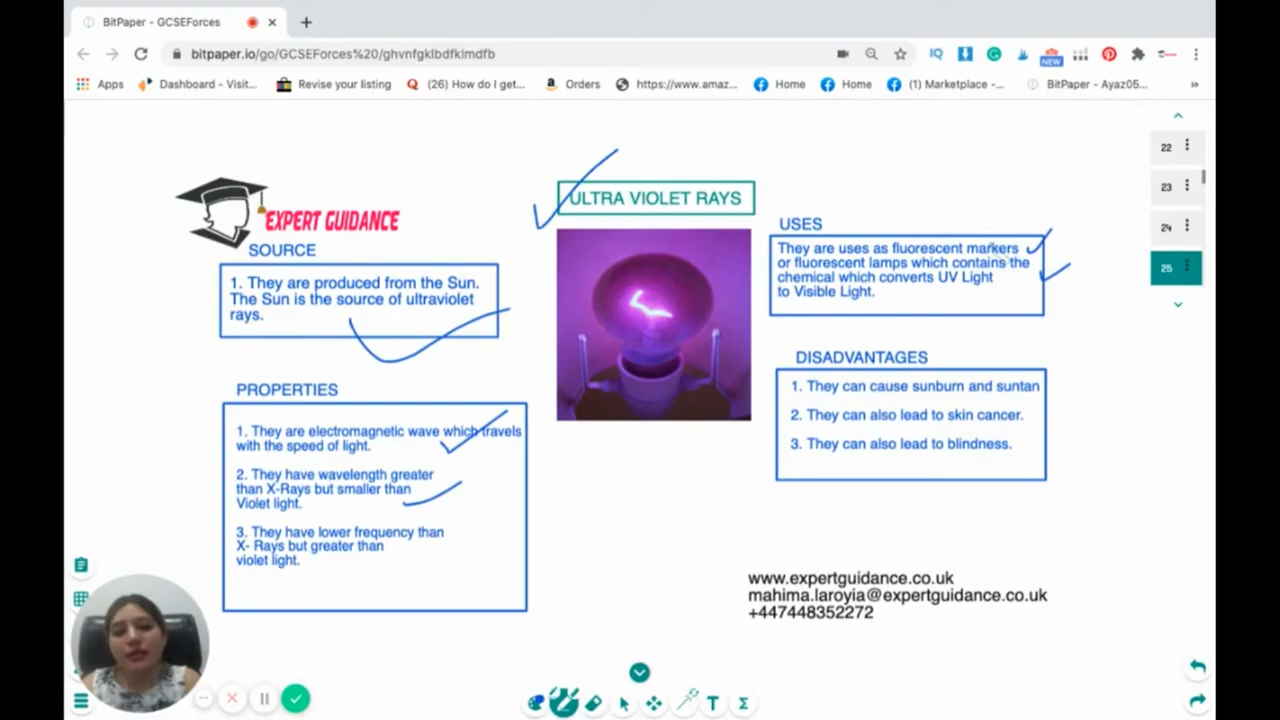 BitPaper - GCSEForces
bitpaper.io/go/GCSEForces%20/ghvnfgklbdfklmdfb
IQ
NEW
Apps
Dashboard - Visit...
Revise your listing
(26) How do I get...
Orders
https://www.amaz...
Home
Home
(1) Marketplace -...
BitPaper - Ayaz05...
22
23
24
25
EXPERT GUIDANCE
ULTRA VIOLET RAYS
SOURCE
1. They are produced from the Sun.
The Sun is the source of ultraviolet
rays.
PROPERTIES
1. They are electromagnetic wave which travels
with the speed of light.
2. They have wavelength greater
than X-Rays but smaller than
Violet light.
3. They have lower frequency than
X- Rays but greater than
violet light.
USES
They are uses as fluorescent markers
or fluorescent lamps which contains the
chemical which converts UV Light
to Visible Light.
DISADVANTAGES
1. They can cause sunburn and suntan
2. They can also lead to skin cancer.
3. They can also lead to blindness.
www.expertguidance.co.uk
mahima.laroyia@expertguidance.co.uk
+447448352272
T
Σ